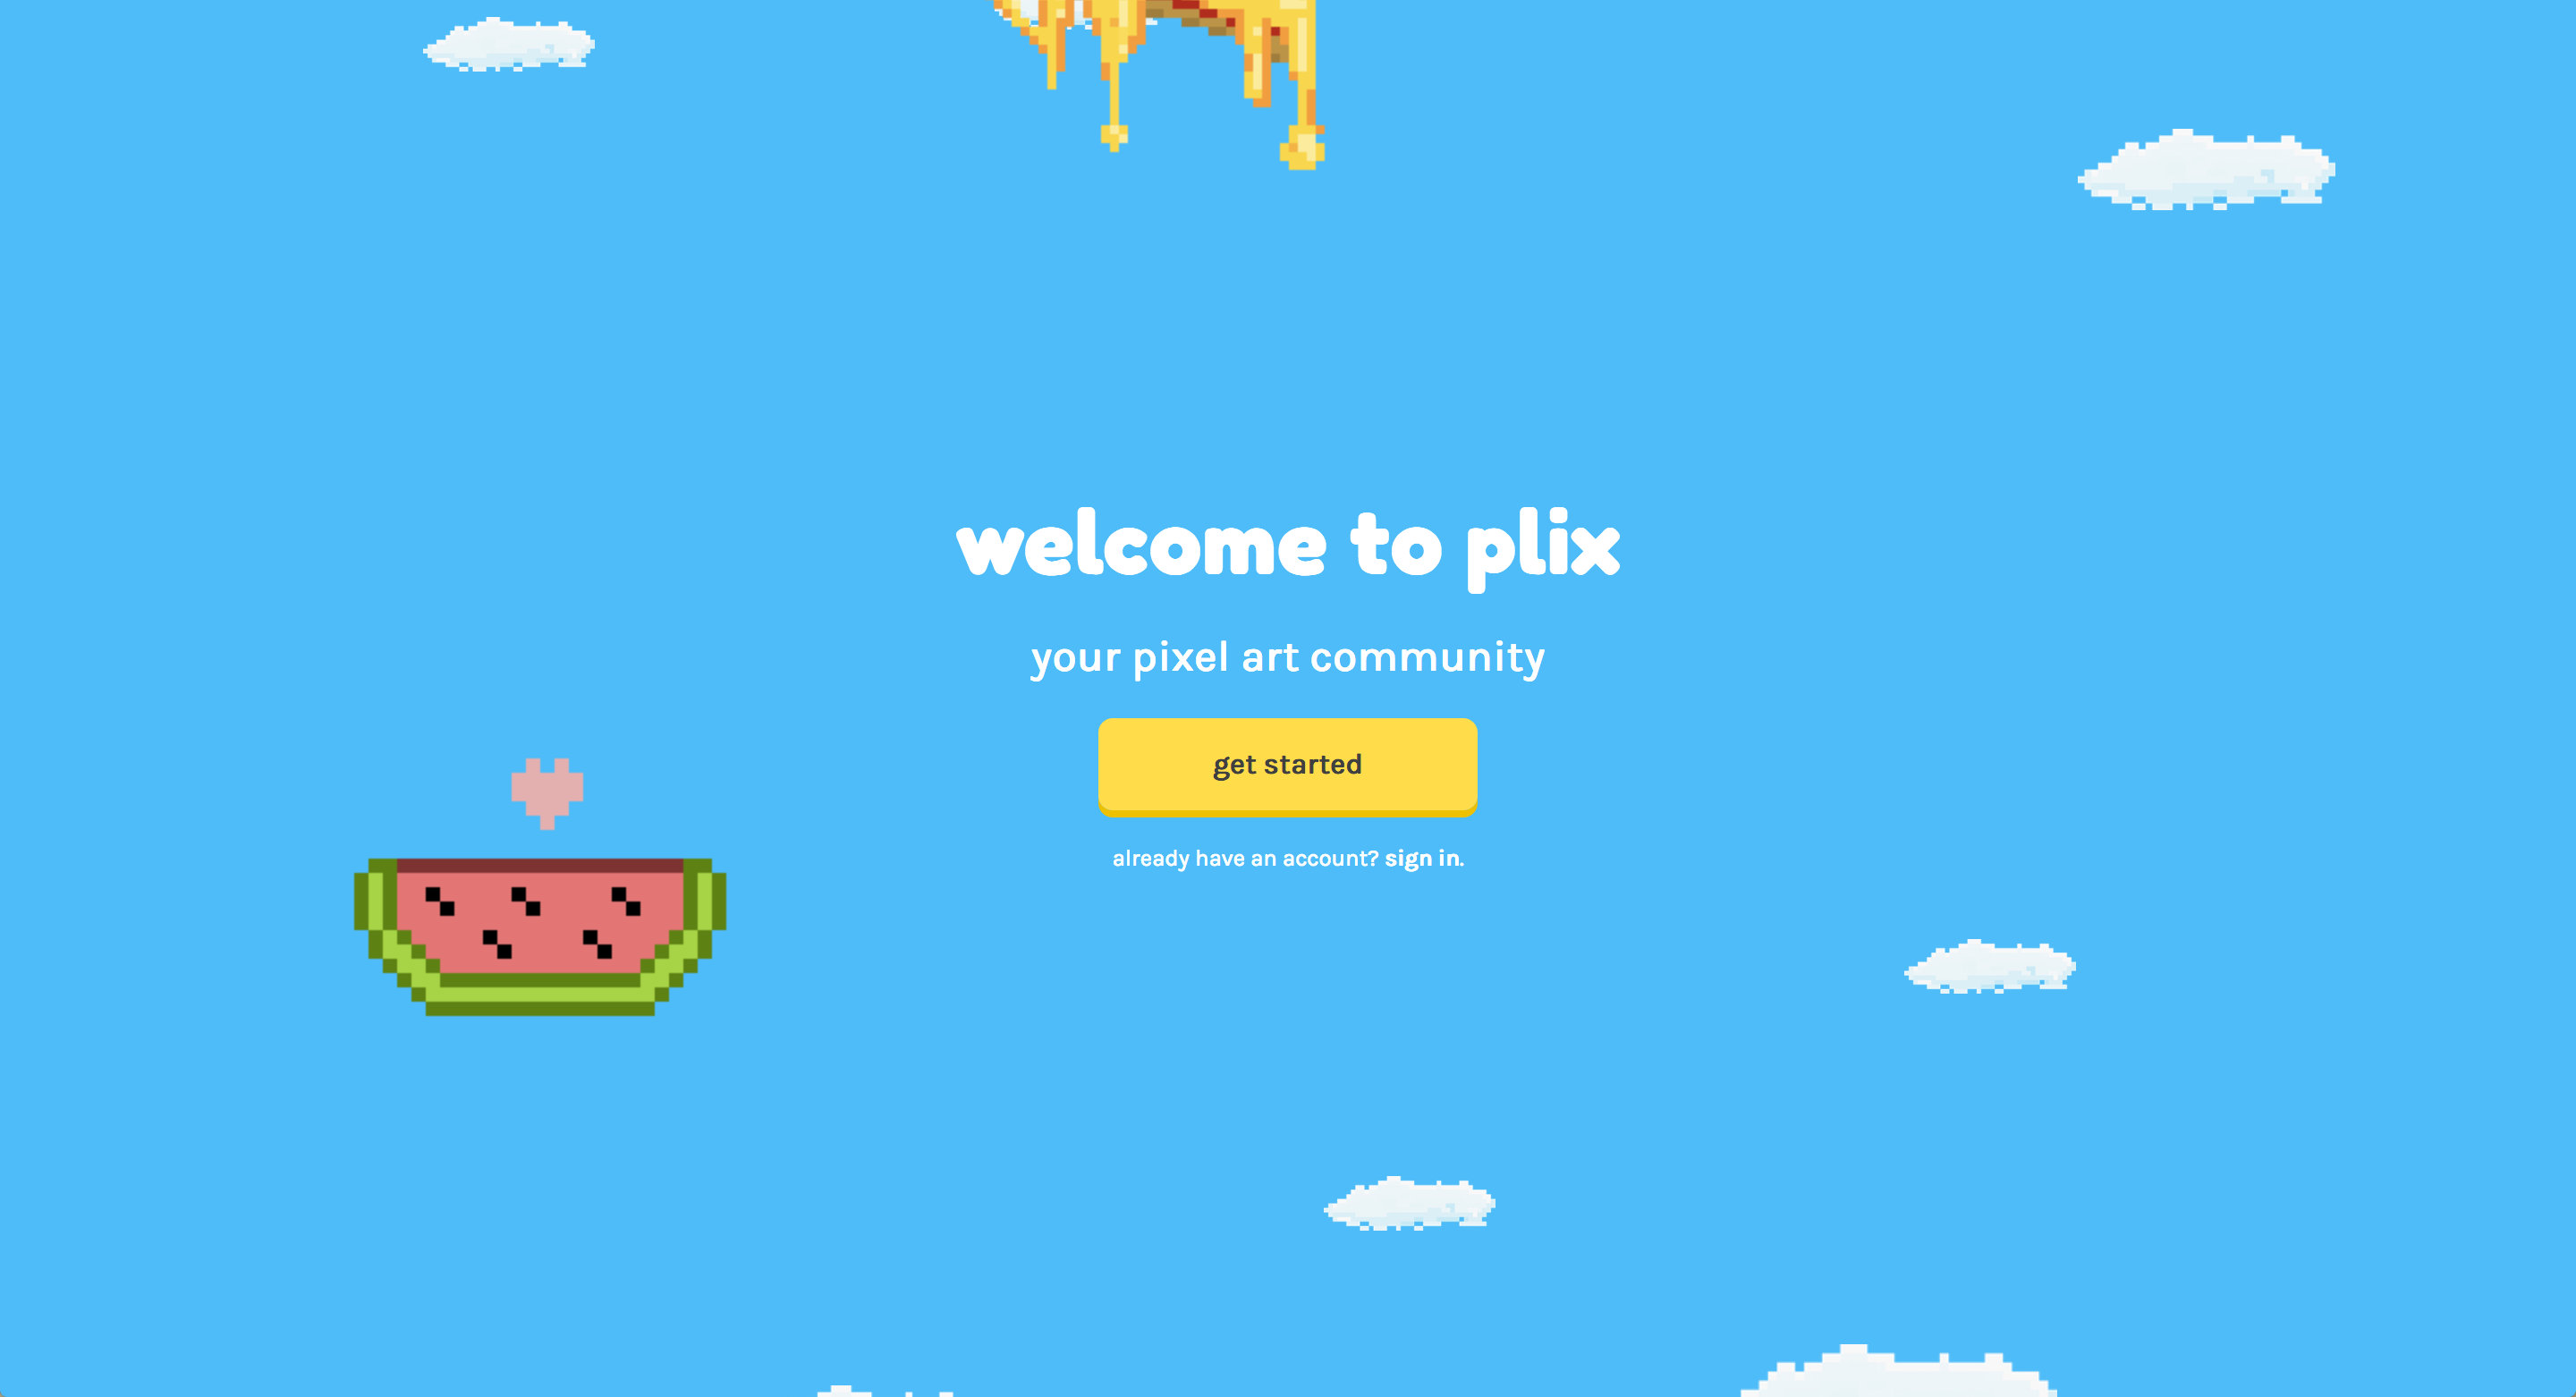 welcome to plix
your pixel art community
get started
already have an account? sign in.